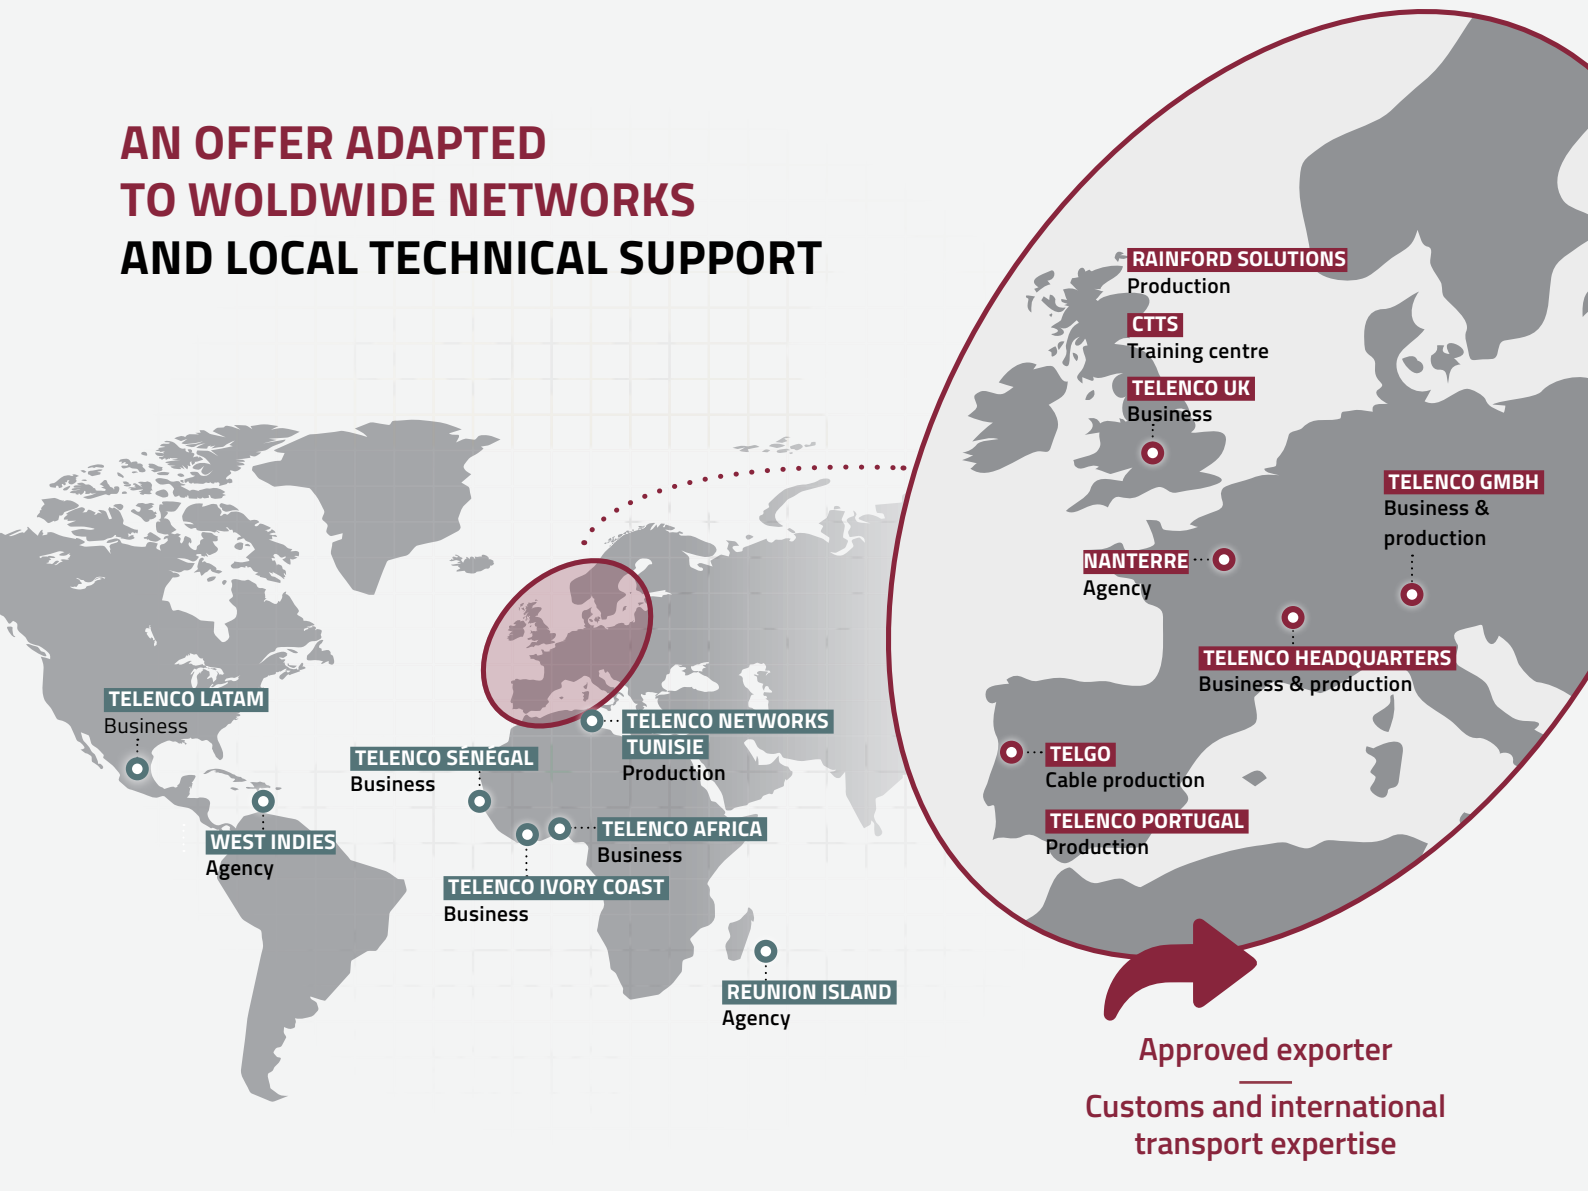 AN OFFER ADAPTED
TO WOLDWIDE NETWORKS
AND LOCAL TECHNICAL SUPPORT
RAINFORD SOLUTIONS
Production
CTTS
Training centre
TELENCO UK
Business
TELENCO GMBH
Business &
production
NANTERRE
Agency
TELENCO HEADQUARTERS
Business & production
TELGO
Cable production
TELENCO PORTUGAL
Production
TELENCO LATAM
Business
TELENCO NETWORKS
TUNISIE
Production
TELENCO SÉNÉGAL
Business
WEST INDIES
Agency
TELENCO AFRICA
Business
TELENCO IVORY COAST
Business
REUNION ISLAND
Agency
Approved exporter
Customs and international
transport expertise